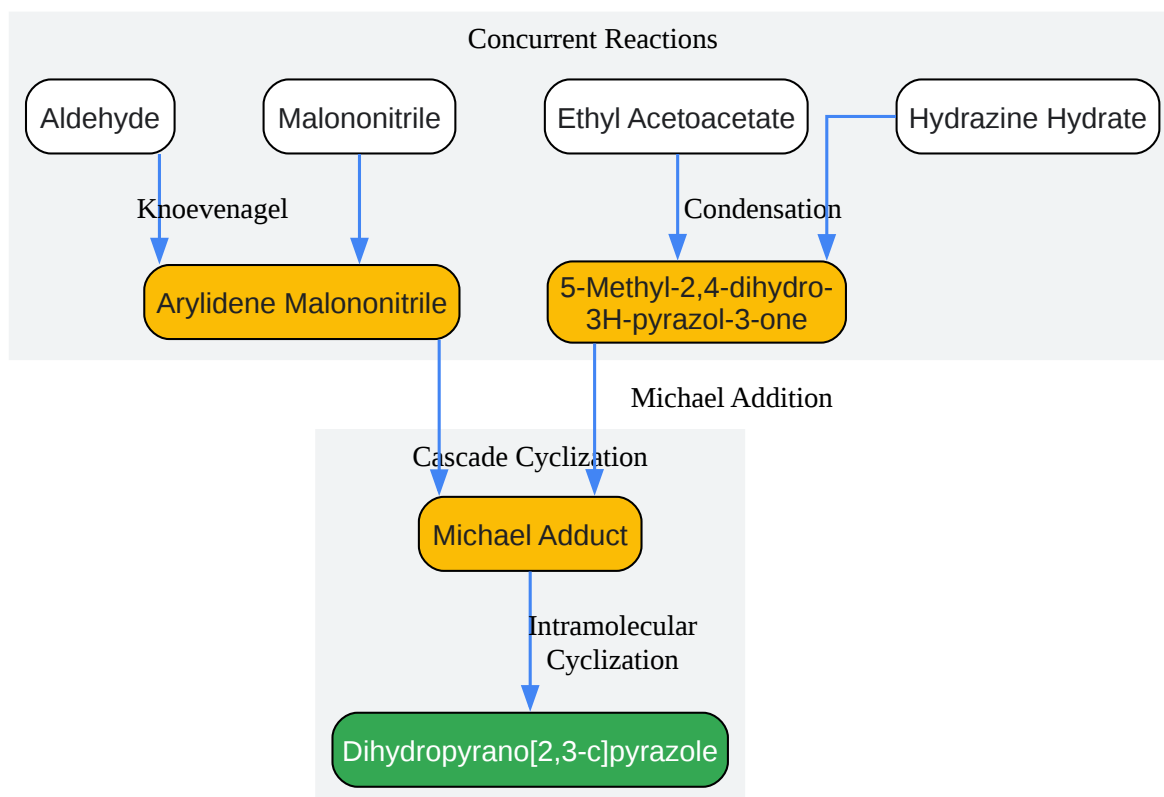 Concurrent Reactions
Aldehyde
Malononitrile
Ethyl Acetoacetate
Hydrazine Hydrate
Knoevenagel
Condensation
Arylidene Malononitrile
5-Methyl-2,4-dihydro-
3H-pyrazol-3-one
Michael Addition
Cascade Cyclization
Michael Adduct
Intramolecular
Cyclization
Dihydropyrano[2,3-c]pyrazole